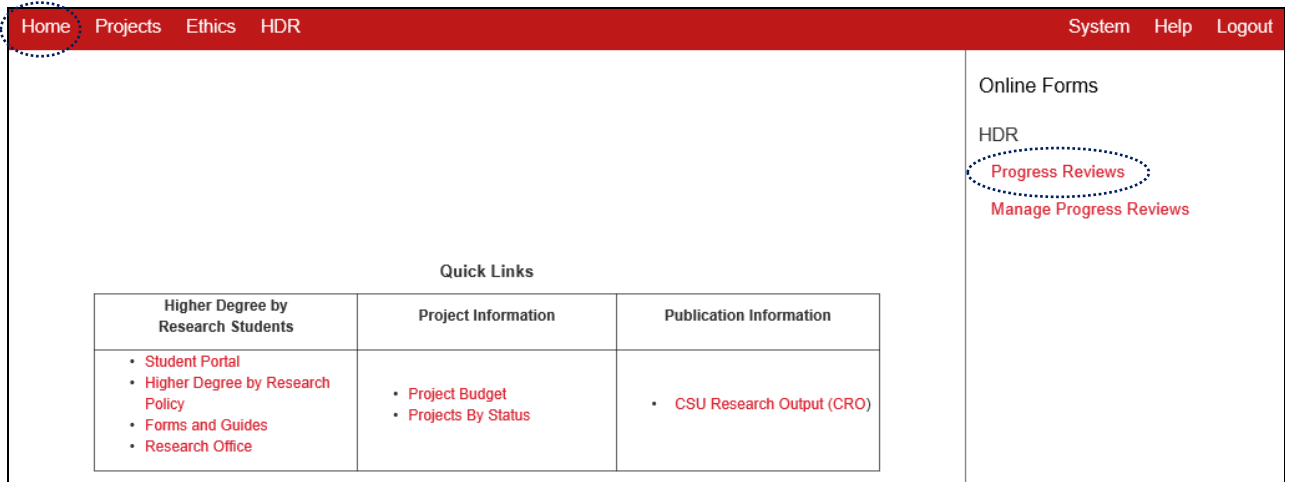 Home Projects Ethics HDR System Help Logout
Online Forms
HDR
Progress Reviews
Manage Progress Reviews
Quick Links
Higher Degree by
Research Students
Project Information
Publication Information
• Student Portal
• Higher Degree by Research
Policy
• Forms and Guides
• Research Office
• Project Budget
• Projects By Status
• CSU Research Output (CRO)